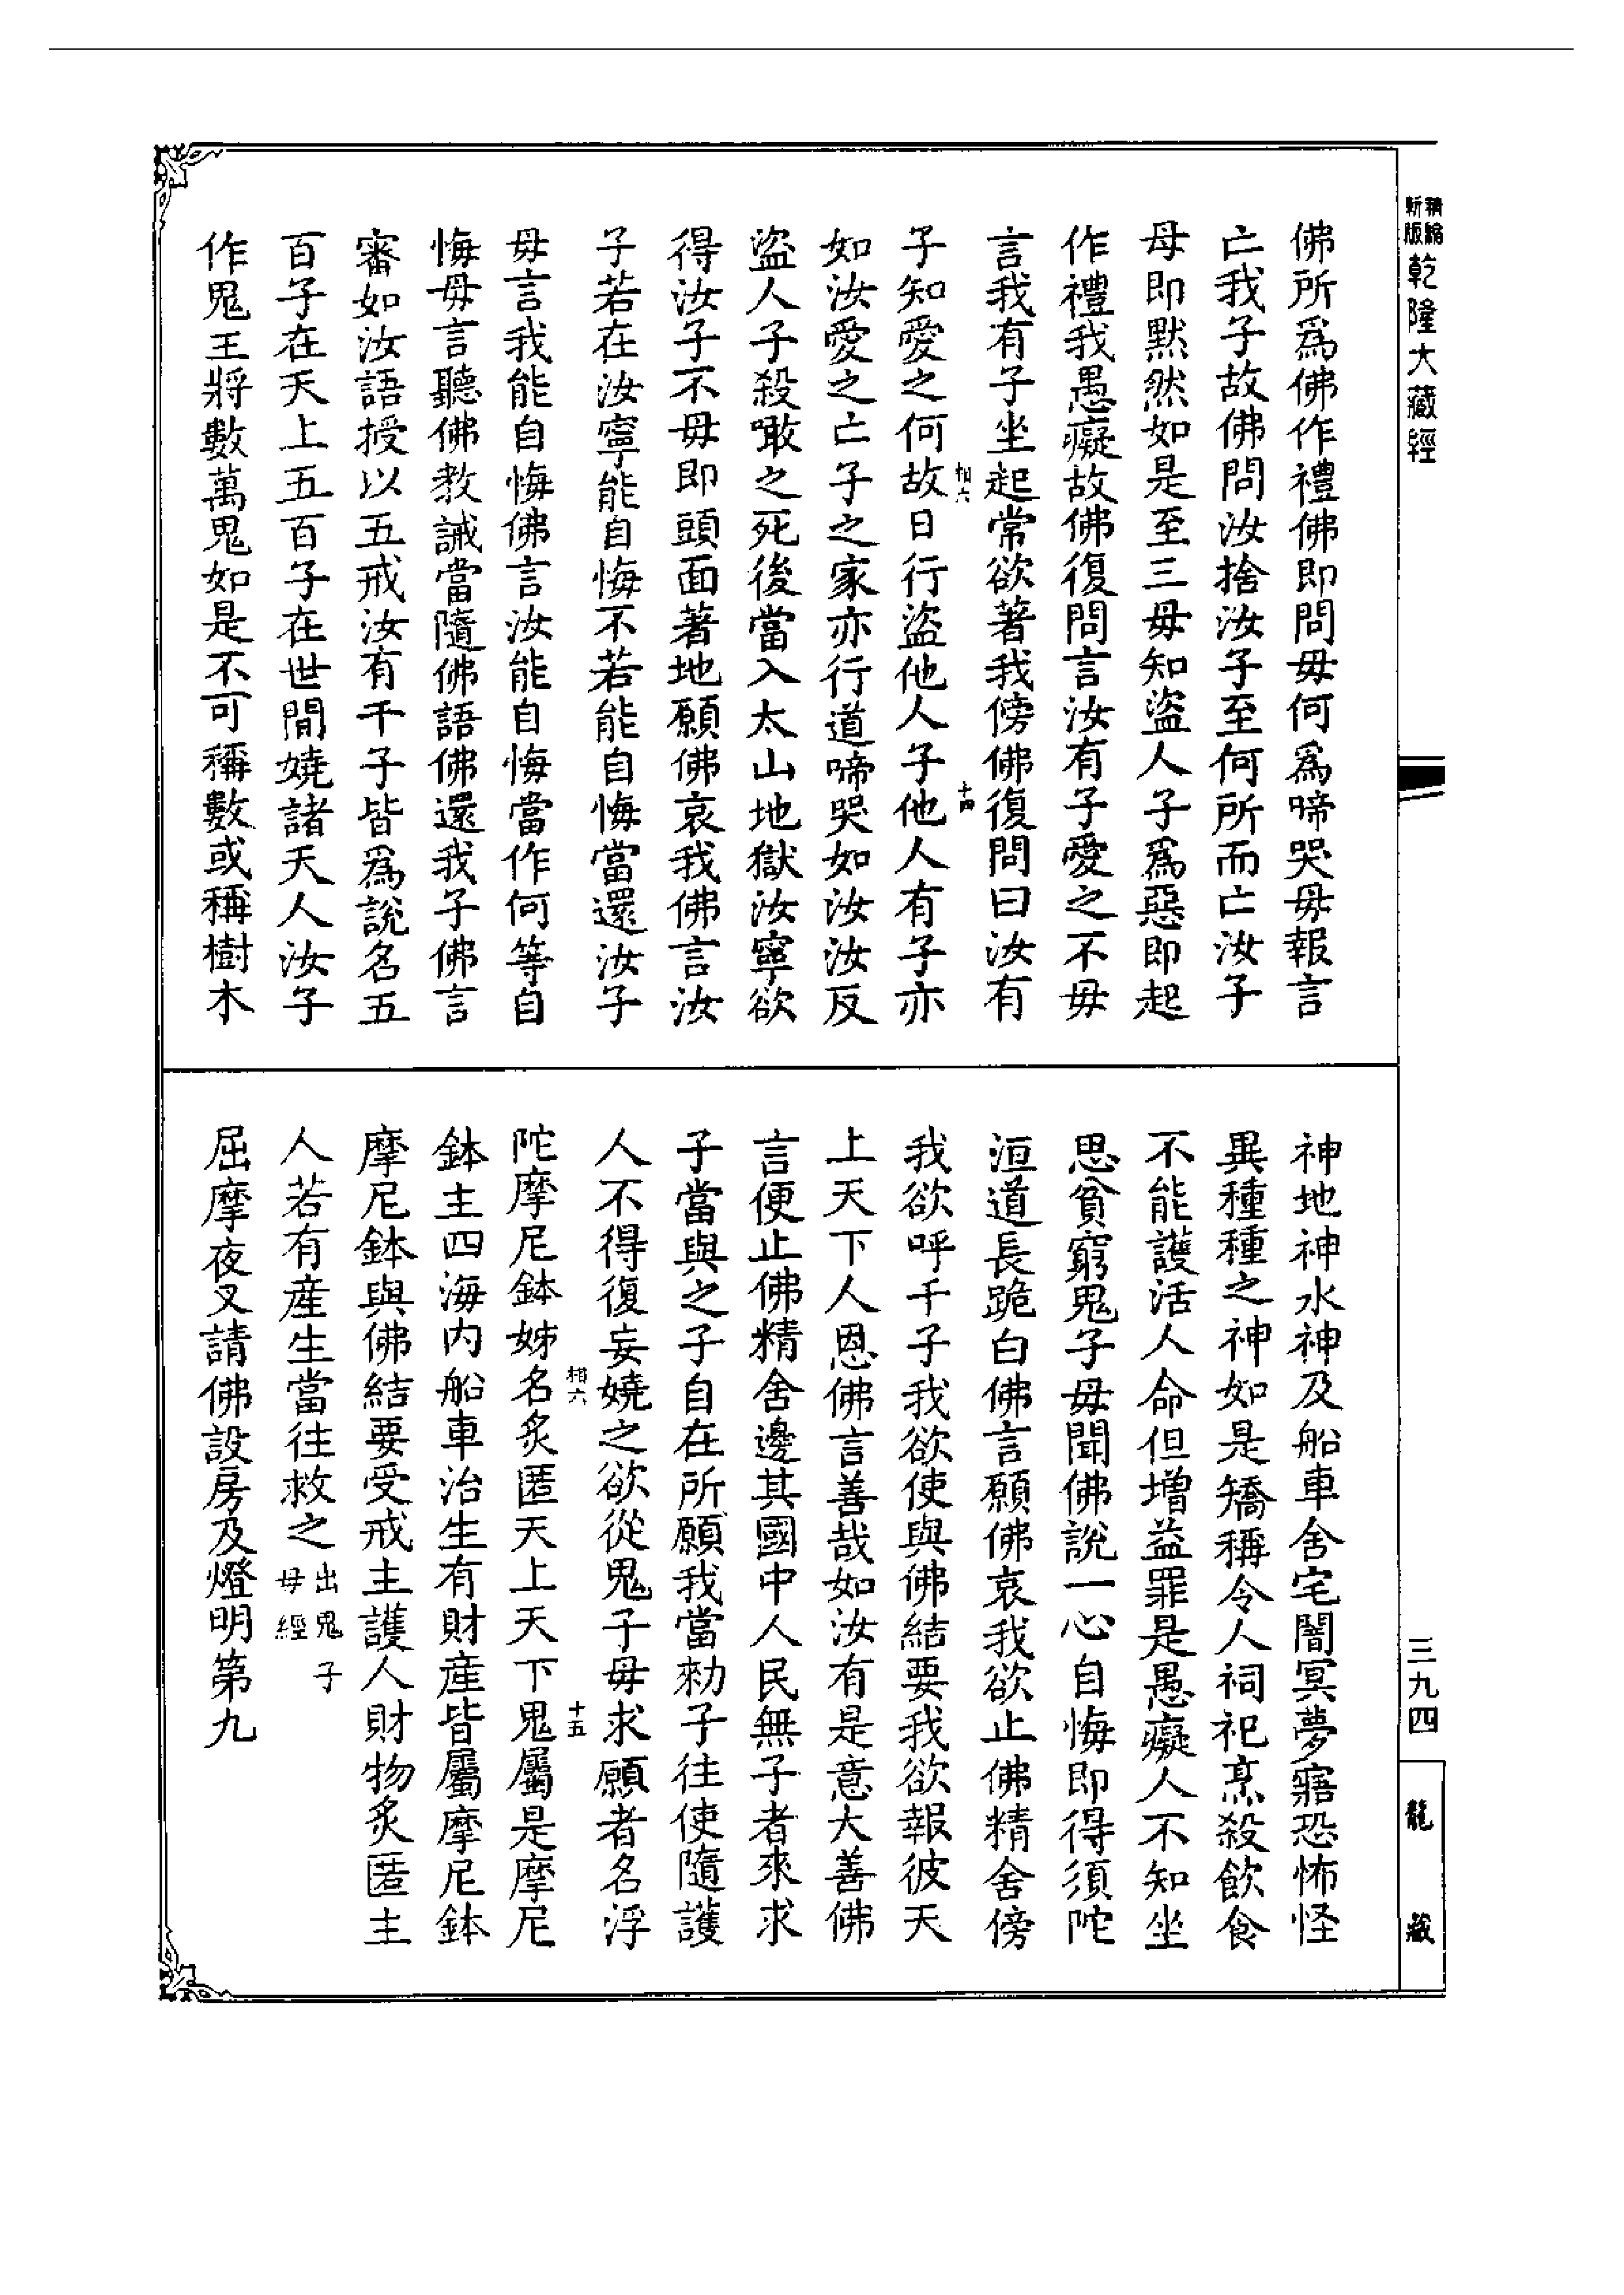 精縮
新版
乾隆大藏經
三九四
龍藏
佛所爲佛作禮佛即問毋何爲啼哭毋報言
亡我子故佛問汝捨汝子至何所而亡汝子
母即默然如是至三毋知盜人子爲惡即起
作禮我愚癡故佛復問言汝有子愛之不毋
言我有子坐起常欲著我傍佛復問曰汝有
相六
十四
子知愛之何故日行盜他人子他人有子亦
如汝愛之亡子之家亦行道啼哭如汝汝反
盜人子殺噉之死後當入太山地獄汝寧欲
得汝子不毋即頭面著地願佛哀我佛言汝
子若在汝寧能自悔不若能自悔當還汝子
毋言我能自悔佛言汝能自悔當作何等自
悔毋言聽佛教誡當隨佛語佛還我子佛言
審如汝語授以五戒汝有千子皆爲說名五
百子在天上五百子在世間嬈諸天人汝子
作鬼王將數萬鬼如是不可稱數或稱樹木
神地神水神及船車舍宅闇冥夢寤恐怖怪
異種種之神如是矯稱令人祠祀烹殺飲食
不能護活人命但增益罪是愚癡人不知坐
思貧窮鬼子毋聞佛說一心自悔即得須陀
洹道長跪白佛言願佛哀我欲止佛精舍傍
我欲呼千子我欲使與佛結要我欲報彼天
上天下人恩佛言善哉如汝有是意大善佛
言便止佛精舍邊其國中人民無子者來求
子當與之子自在所願我當勑子往使隨護
人不得復妄嬈之欲從鬼子毋求願者名浮
相六
十五
陀摩尼鉢姊名炙匿天上天下鬼屬是摩尼
鉢主四海内船車治生有財産皆屬摩尼鉢
摩尼鉢與佛結要受戒主護人財物炙匿主
人若有産生當往救之
出鬼子
毋經
屈摩夜叉請佛設房及燈明第九